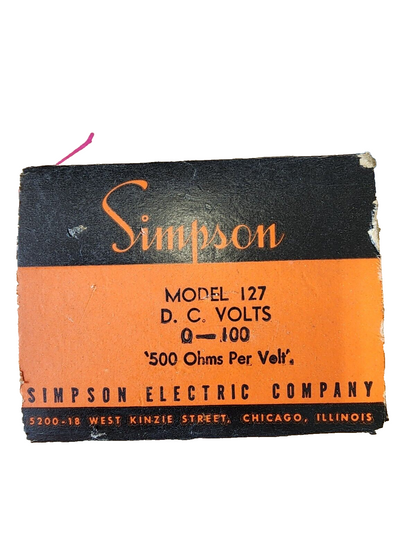 Simpson
MODEL 127
D. C. VOLTS
0-100
'500 Ohms Per Volt'.
SIMPSON ELECTRIC COMPANY
5200-18 WEST KINZIE STREET, CHICAGO, ILLINOIS